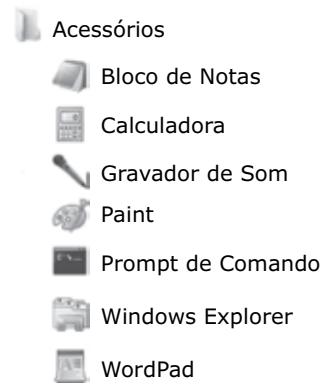 Acessórios
Bloco de Notas
Calculadora
Gravador de Som
Paint
Prompt de Comando
Windows Explorer
WordPad